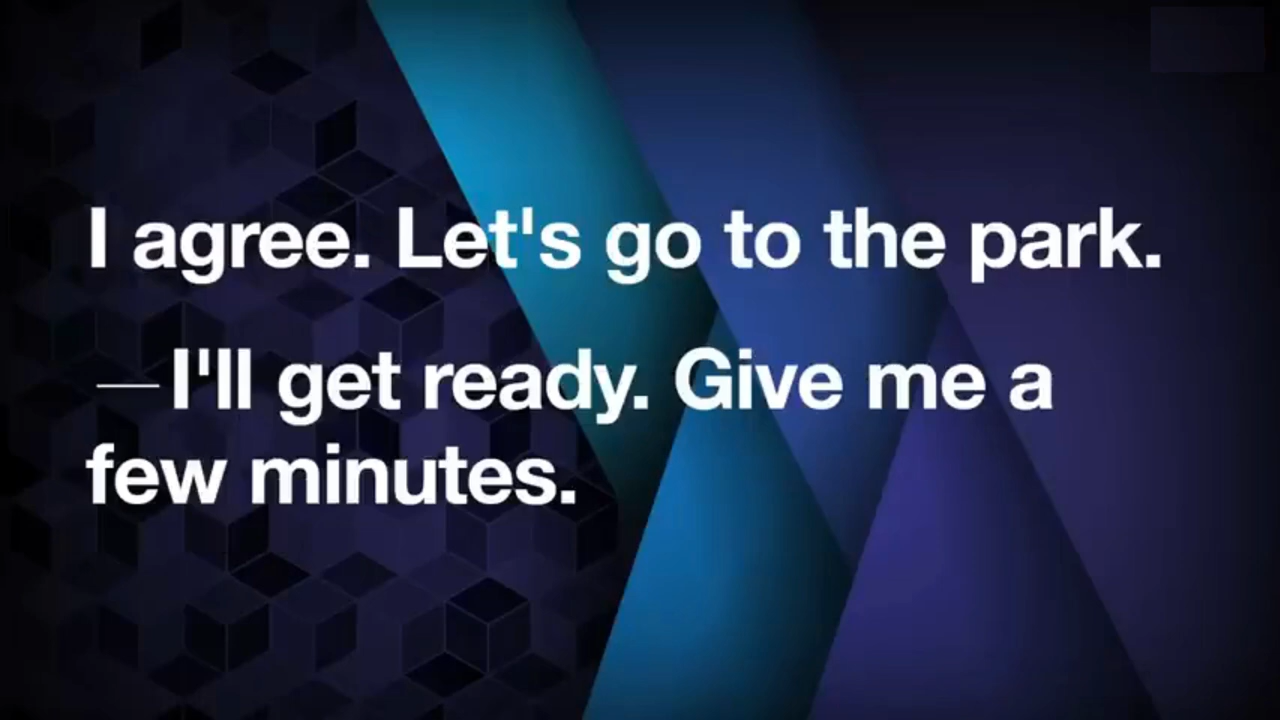 I agree. Let's go to the park.
—I'll get ready. Give me a
few minutes.